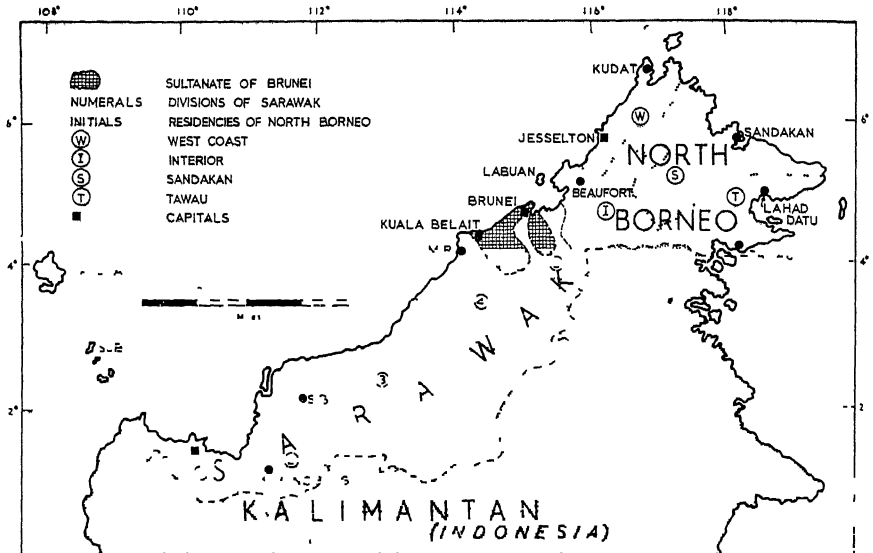 108° 110° 112° 114° 116° 118°
SULTANATE OF BRUNEI
NUMERALS DIVISIONS OF SARAWAK
INITIALS RESIDENCIES OF NORTH BORNEO
W WEST COAST
I INTERIOR
S SANDAKAN
T TAWAU
CAPITALS
KUDAT
W
6° 6°
JESSELTON
SANDAKAN
NORTH
LABUAN
S
BEAUFORT
BRUNEI
T
I
LAHAD
DATU
BORNEO
KUALA BELAIT
4° 4°
SARAWAK
3
2° 2°
KALIMANTAN
(INDONESIA)